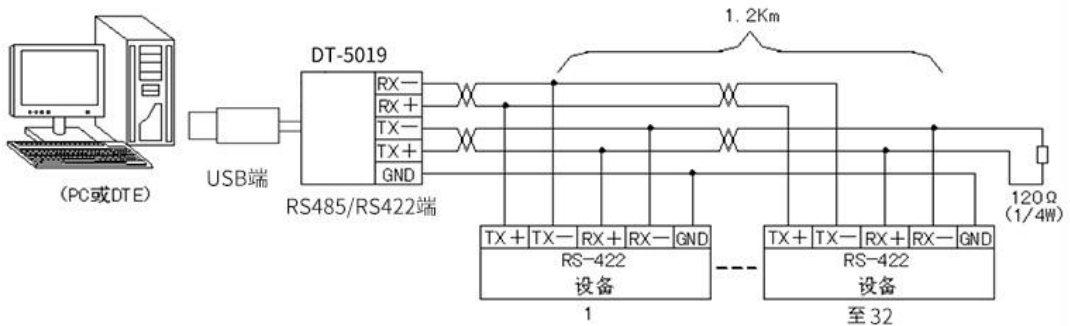 1.2Km
DT-5019
RX－
RX＋
TX－
TX＋
GND
USB端
(PC或DTE)
RS485/RS422端
120Ω
(1/4W)
TX＋ TX－ RX＋ RX－ GND
RS-422
设备
1
TX＋ TX－ RX＋ RX－ GND
RS-422
设备
至 32